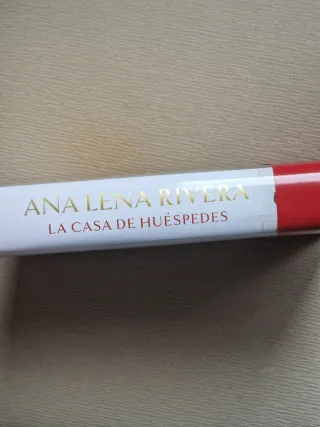 ANA LENA RIVERA
LA CASA DE HUÉSPEDES